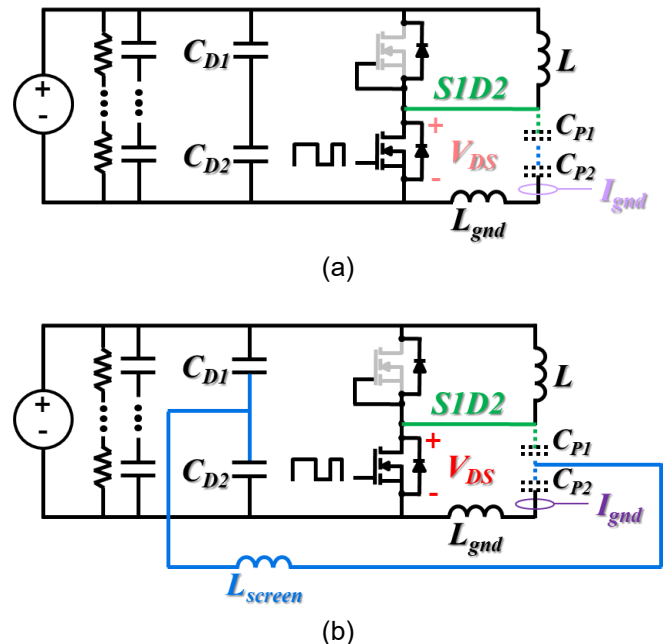 C_D1
L
S1D2
+
C_P1
+
-
C_D2
V_DS
C_P2
-
I_gnd
L_gnd
(a)
C_D1
L
S1D2
+
C_P1
+
-
C_D2
V_DS
C_P2
-
I_gnd
L_gnd
L_screen
(b)